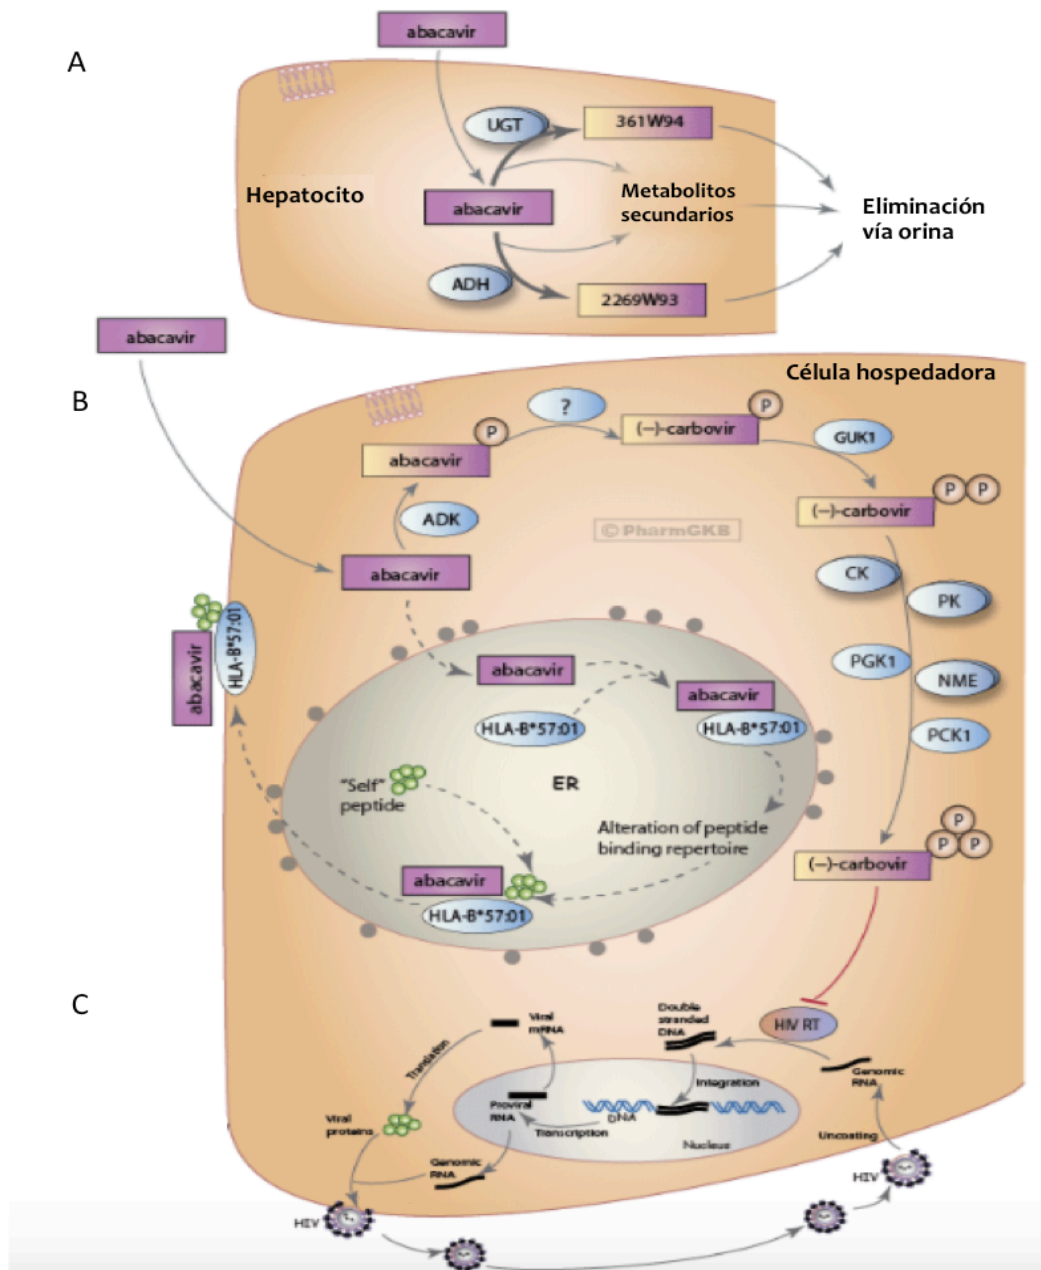 A
abacavir
UGT
361W94
Hepatocito
abacavir
Metabolitos
secundarios
Eliminación
vía orina
ADH
2269W93
abacavir
B
Célula hospedadora
P
?
(−)-carbovir
P
GUK1
abacavir
ADK
P P
(−)-carbovir
© PharmGKB
abacavir
CK
PK
HLA-B*57:01
abacavir
PGK1
NME
PCK1
abacavir
abacavir
HLA-B*57:01
HLA-B*57:01
ER
"Self"
peptide
Alteration of peptide
binding repertoire
P
P P
(−)-carbovir
abacavir
HLA-B*57:01
C
Viral
mRNA
Double
stranded
DNA
HIV RT
Translation
Genomic
RNA
Integration
Proviral
RNA
DNA
Transcription
Nucleus
Viral
proteins
Uncoating
Genomic
RNA
HIV
HIV